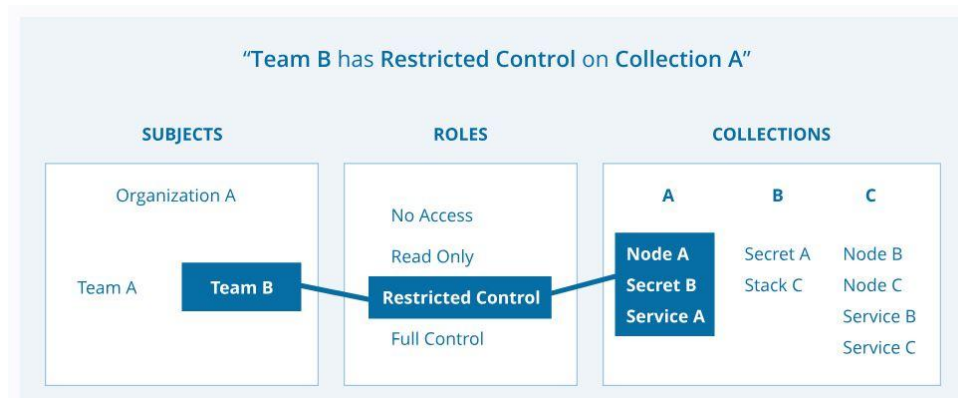 “Team B has Restricted Control on Collection A”
SUBJECTS
ROLES
COLLECTIONS
Organization A
Team A
Team B
No Access
Read Only
Restricted Control
Full Control
A
B
C
Node A
Secret B
Service A
Secret A
Stack C
Node B
Node C
Service B
Service C